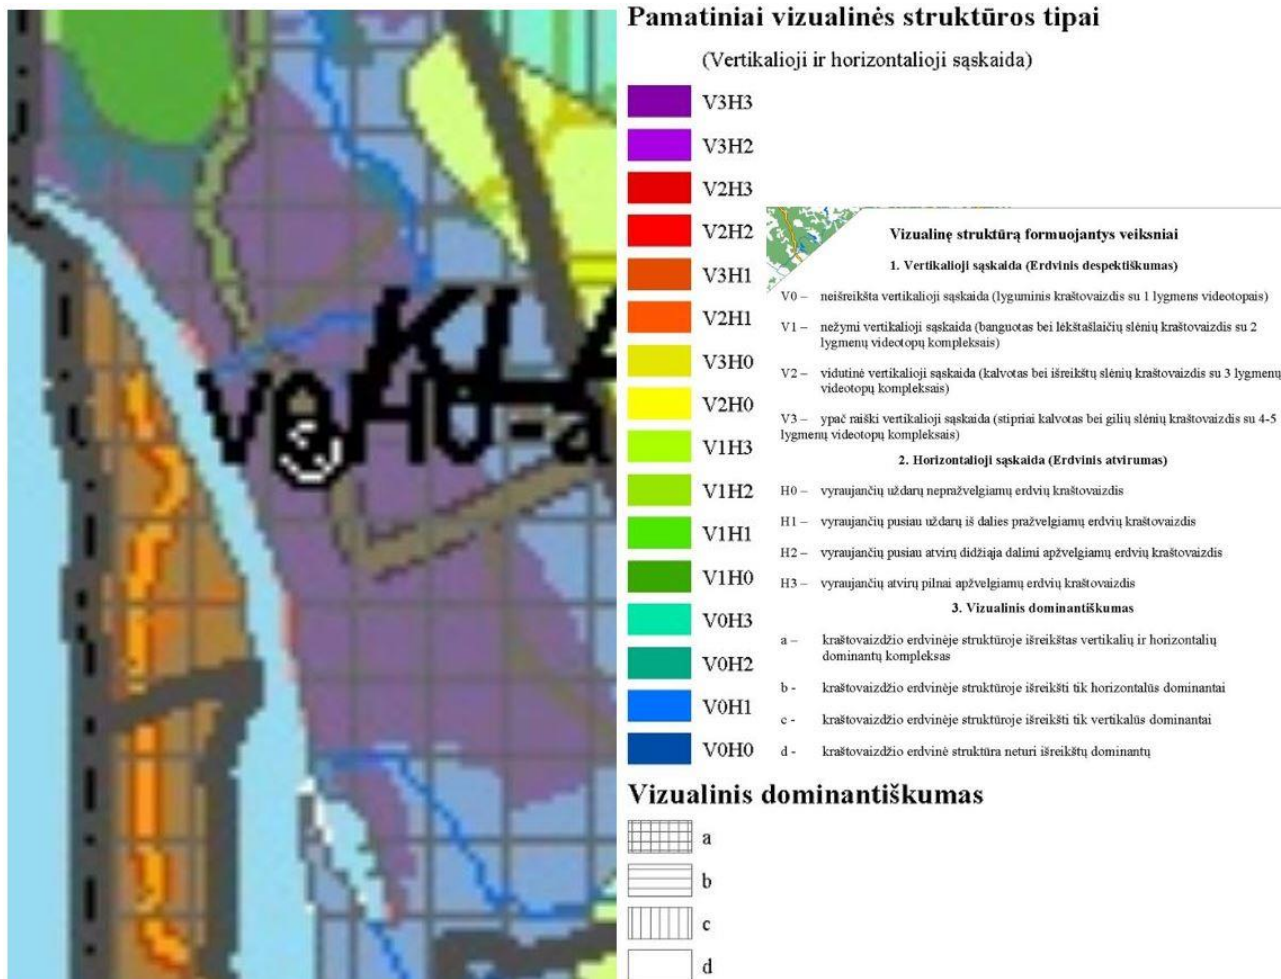 KLA
V0H0-a
Pamatiniai vizualinės struktūros tipai
(Vertikalioji ir horizontalioji sąskaida)
V3H3
V3H2
V2H3
V2H2
V3H1
V2H1
V3H0
V2H0
V1H3
V1H2
V1H1
V1H0
V0H3
V0H2
V0H1
V0H0
Vizualinę struktūrą formuojantys veiksniai
1. Vertikalioji sąskaida (Erdvinis despektiškumas)
V0 – neišreikšta vertikalioji sąskaida (lyguminis kraštovaizdis su 1 lygmens videotopais)
V1 – nežymi vertikalioji sąskaida (banguotas bei lėkštašlaičių slėnių kraštovaizdis su 2
lygmenų videotopų kompleksais)
V2 – vidutinė vertikalioji sąskaida (kalvotas bei išreikštų slėnių kraštovaizdis su 3 lygmenų
videotopų kompleksais)
V3 – ypač raiški vertikalioji sąskaida (stipriai kalvotas bei gilių slėnių kraštovaizdis su 4-5
lygmenų videotopų kompleksais)
2. Horizontalioji sąskaida (Erdvinis atvirumas)
H0 – vyraujančių uždarų nepražvelgiamų erdvių kraštovaizdis
H1 – vyraujančių pusiau uždarų iš dalies pražvelgiamų erdvių kraštovaizdis
H2 – vyraujančių pusiau atvirų didžiąja dalimi apžvelgiamų erdvių kraštovaizdis
H3 – vyraujančių atvirų pilnai apžvelgiamų erdvių kraštovaizdis
3. Vizualinis dominantiškumas
a – kraštovaizdžio erdvinėje struktūroje išreikštas vertikalių ir horizontalių
dominantų kompleksas
b - kraštovaizdžio erdvinėje struktūroje išreikšti tik horizontalūs dominantai
c - kraštovaizdžio erdvinėje struktūroje išreikšti tik vertikalūs dominantai
d - kraštovaizdžio erdvinė struktūra neturi išreikštų dominantų
Vizualinis dominantiškumas
a
b
c
d